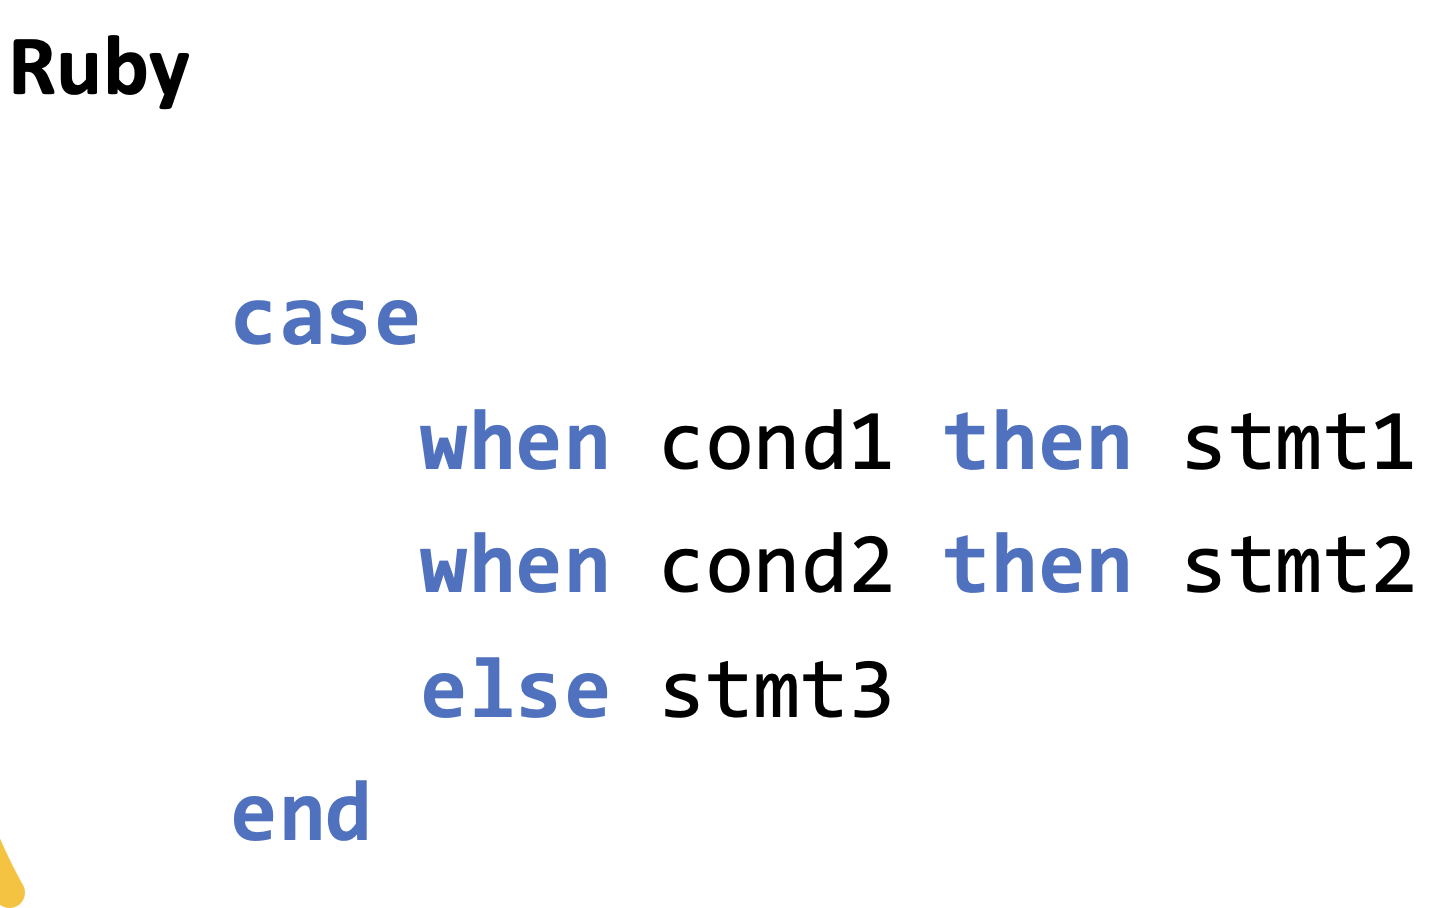 Ruby
case
when cond1 then stmt1
when cond2 then stmt2
else stmt3
end